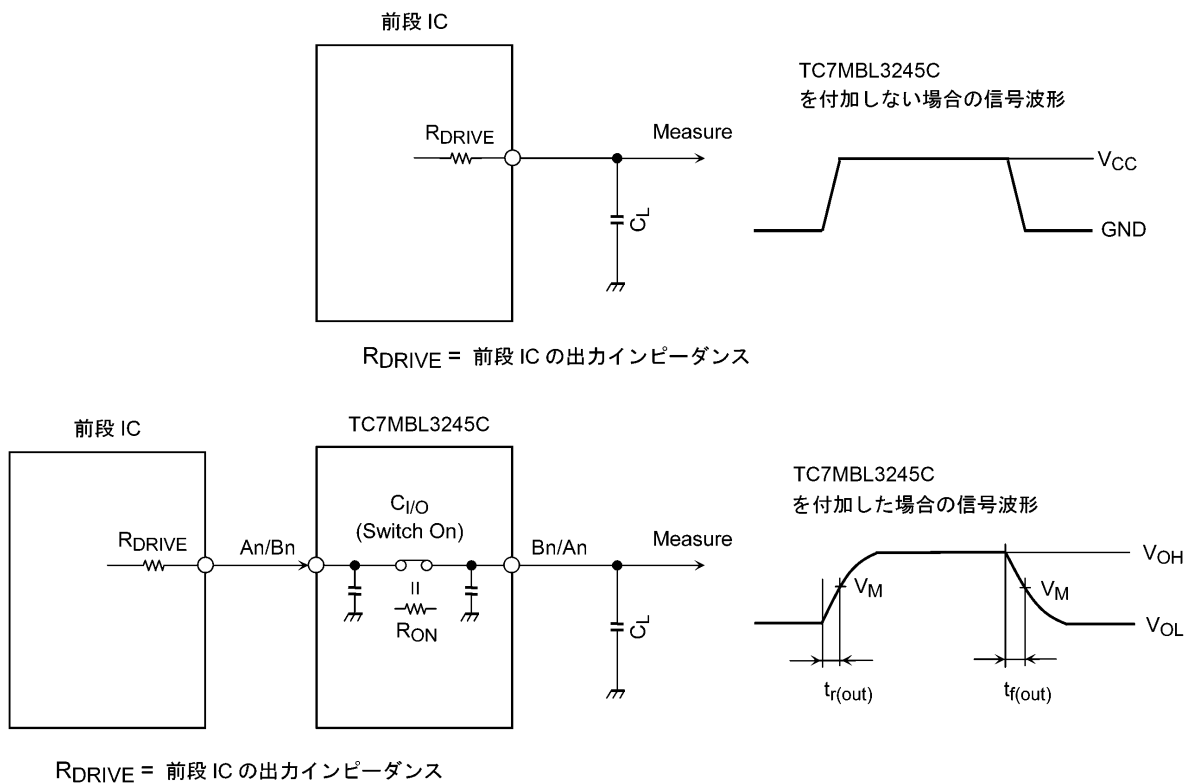 前段 IC
RDRIVE
Measure
CL
TC7MBL3245C
を付加しない場合の信号波形
VCC
GND
RDRIVE = 前段 IC の出力インピーダンス
前段 IC
TC7MBL3245C
RDRIVE
An/Bn
CI/O
(Switch On)
RON
Bn/An
Measure
CL
TC7MBL3245C
を付加した場合の信号波形
VOH
VM
VM
VOL
tr(out)
tf(out)
RDRIVE = 前段 IC の出力インピーダンス